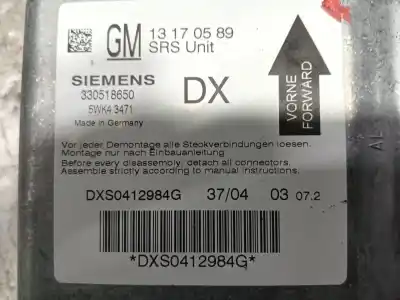 GM 13 17 05 89
SRS Unit
SIEMENS
330518650
5WK4 3471
Made in Germany
DX
VORNE
FORWARD
Vor jeder Demontage alle Steckverbindungen loesen.
Montage nur nach Einbauanleitung
Before every disassembly, detach all connectors.
Assemble strictly according to manual instructions.
DXS0412984G 37/04 03 07.2
*DXS0412984G*